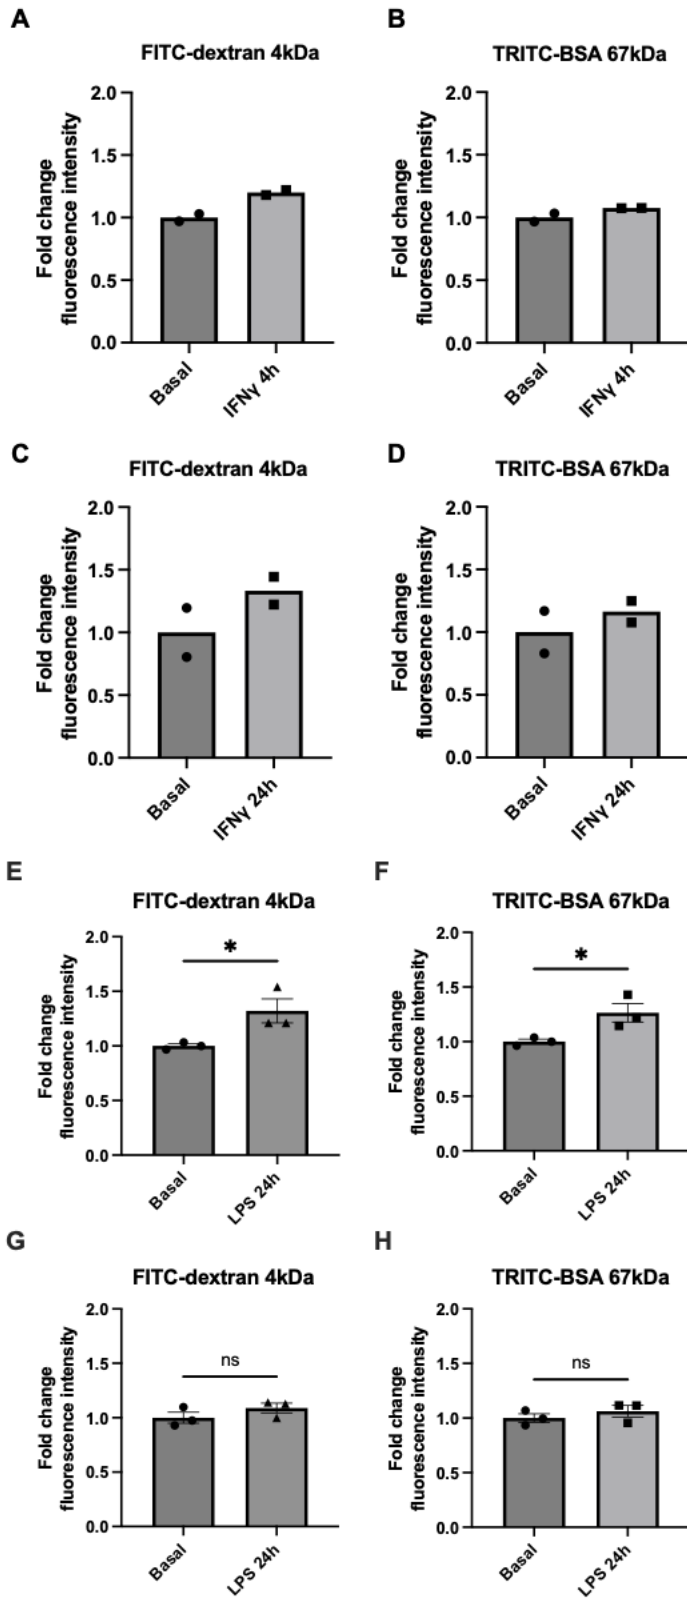 A
FITC-dextran 4kDa
Fold change
fluorescence intensity
2.0
1.5
1.0
0.5
0.0
Basal
IFNγ 4h
B
TRITC-BSA 67kDa
Fold change
fluorescence intensity
2.0
1.5
1.0
0.5
0.0
Basal
IFNγ 4h
C
FITC-dextran 4kDa
Fold change
fluorescence intensity
2.0
1.5
1.0
0.5
0.0
Basal
IFNγ 24h
D
TRITC-BSA 67kDa
Fold change
fluorescence intensity
2.0
1.5
1.0
0.5
0.0
Basal
IFNγ 24h
E
FITC-dextran 4kDa
Fold change
fluorescence intensity
2.0
1.5
1.0
0.5
0.0
*
Basal
LPS 24h
F
TRITC-BSA 67kDa
Fold change
fluorescence intensity
2.0
1.5
1.0
0.5
0.0
*
Basal
LPS 24h
G
FITC-dextran 4kDa
Fold change
fluorescence intensity
2.0
1.5
1.0
0.5
0.0
ns
Basal
LPS 24h
H
TRITC-BSA 67kDa
Fold change
fluorescence intensity
2.0
1.5
1.0
0.5
0.0
ns
Basal
LPS 24h